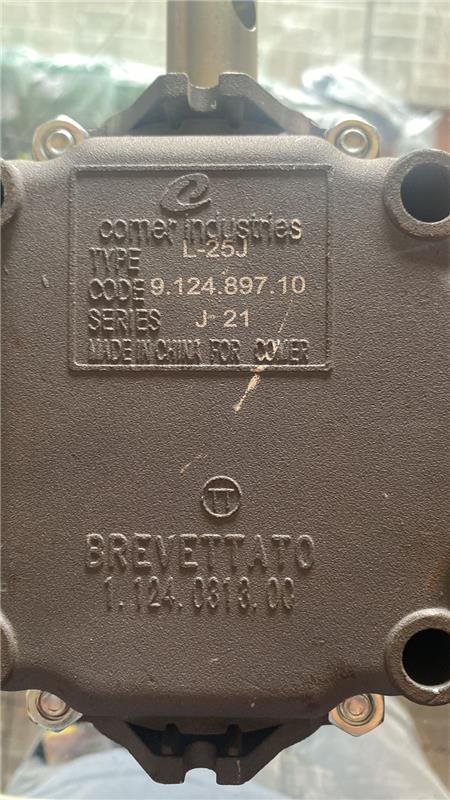 comer industries
TYPE L-25J
CODE 9.124.897.10
SERIES J-21
MADE IN CHINA FOR COMER
TT
BREVETTATO
1.124.0313.00